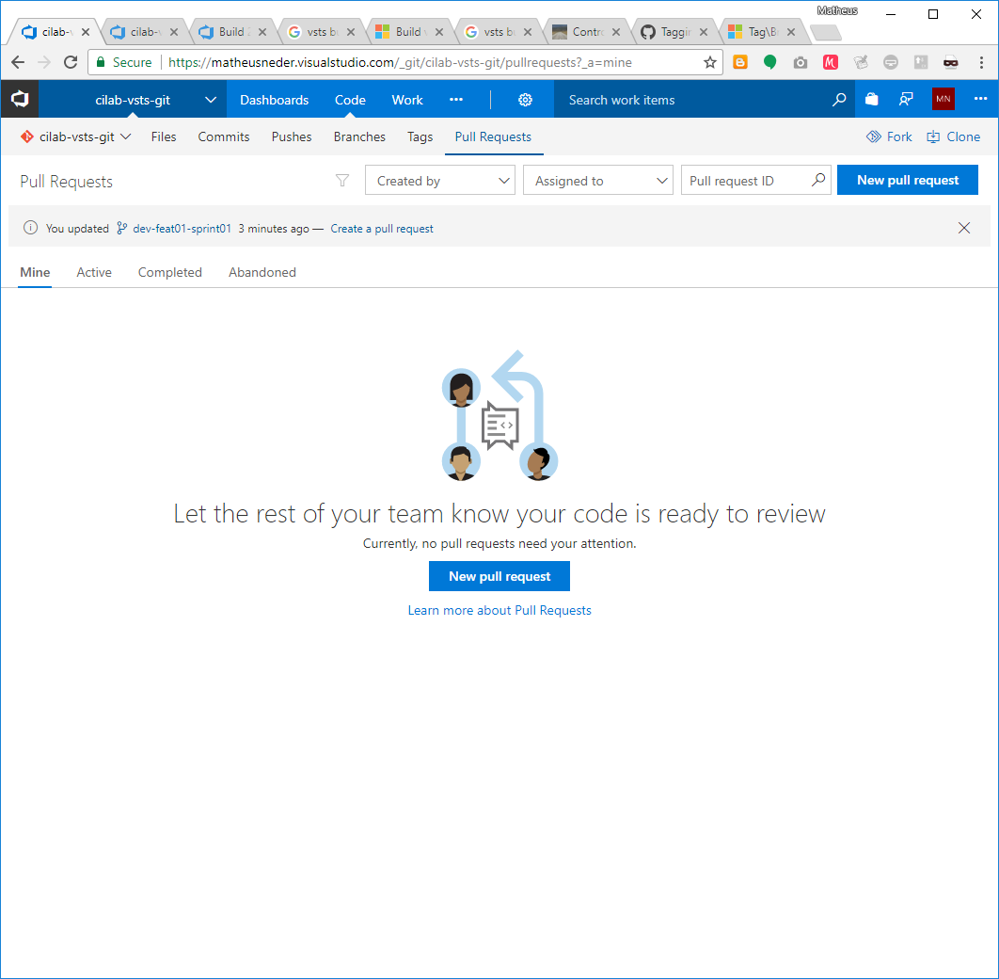 Matheus
cilab-v
cilab-v
Build 2
vsts bu
Build v
vsts bu
Contro
Taggin
Tag\Bu
Secure https://matheusneder.visualstudio.com/_git/cilab-vsts-git/pullrequests?_a=mine
cilab-vsts-git Dashboards Code Work Search work items MN
cilab-vsts-git Files Commits Pushes Branches Tags Pull Requests Fork Clone
Pull Requests Created by Assigned to Pull request ID New pull request
You updated dev-feat01-sprint01 3 minutes ago — Create a pull request
Mine Active Completed Abandoned
Let the rest of your team know your code is ready to review
Currently, no pull requests need your attention.
New pull request
Learn more about Pull Requests